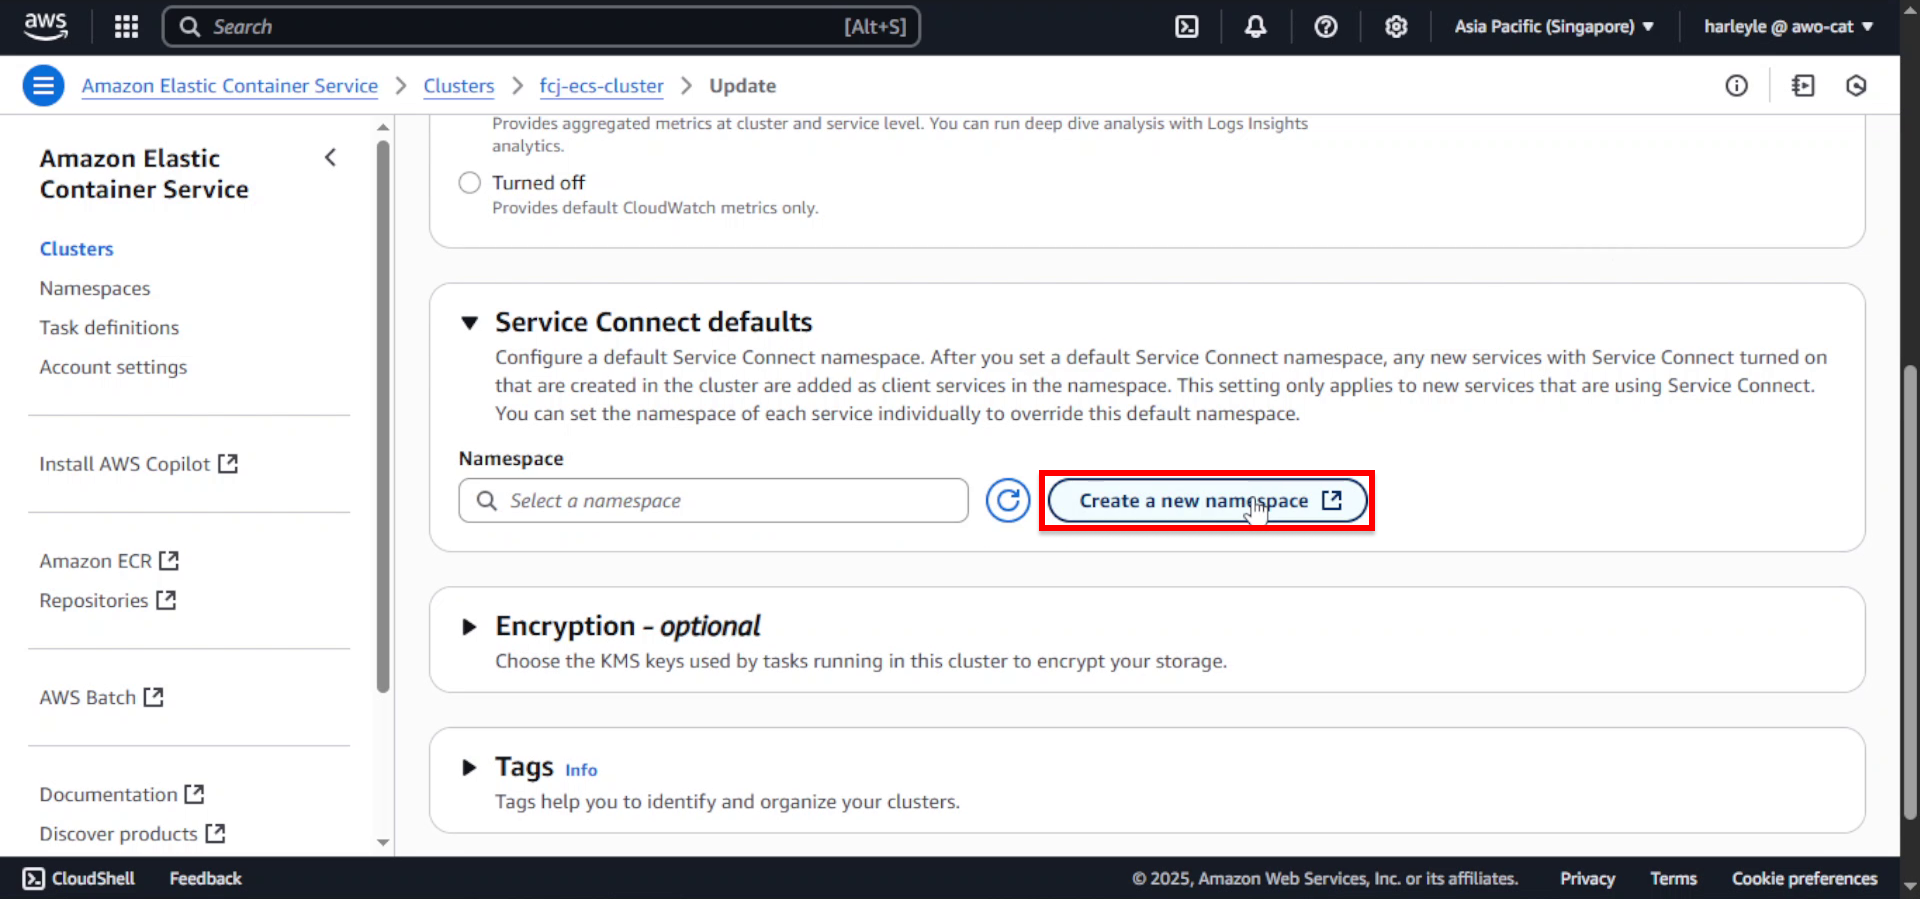 aws
Search
[Alt+S]
Asia Pacific (Singapore)
harleyle @ awo-cat
Amazon Elastic Container Service
Clusters
fcj-ecs-cluster
Update
Amazon Elastic
Container Service
Clusters
Namespaces
Task definitions
Account settings
Install AWS Copilot
Amazon ECR
Repositories
AWS Batch
Documentation
Discover products
Provides aggregated metrics at cluster and service level. You can run deep dive analysis with Logs Insights
analytics.
Turned off
Provides default CloudWatch metrics only.
Service Connect defaults
Configure a default Service Connect namespace. After you set a default Service Connect namespace, any new services with Service Connect turned on
that are created in the cluster are added as client services in the namespace. This setting only applies to new services that are using Service Connect.
You can set the namespace of each service individually to override this default namespace.
Namespace
Select a namespace
Create a new namespace
Encryption - optional
Choose the KMS keys used by tasks running in this cluster to encrypt your storage.
Tags Info
Tags help you to identify and organize your clusters.
CloudShell
Feedback
© 2025, Amazon Web Services, Inc. or its affiliates.
Privacy
Terms
Cookie preferences